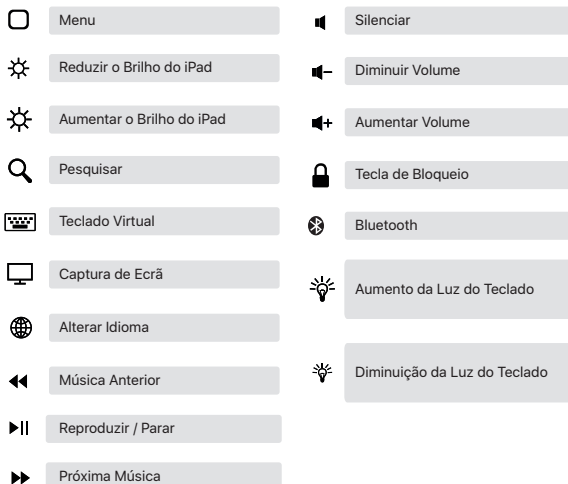 Menu
Reduzir o Brilho do iPad
Aumentar o Brilho do iPad
Pesquisar
Teclado Virtual
Captura de Ecrã
Alterar Idioma
Música Anterior
Reproduzir / Parar
Próxima Música
Silenciar
Diminuir Volume
Aumentar Volume
Tecla de Bloqueio
Bluetooth
Aumento da Luz do Teclado
Diminuição da Luz do Teclado